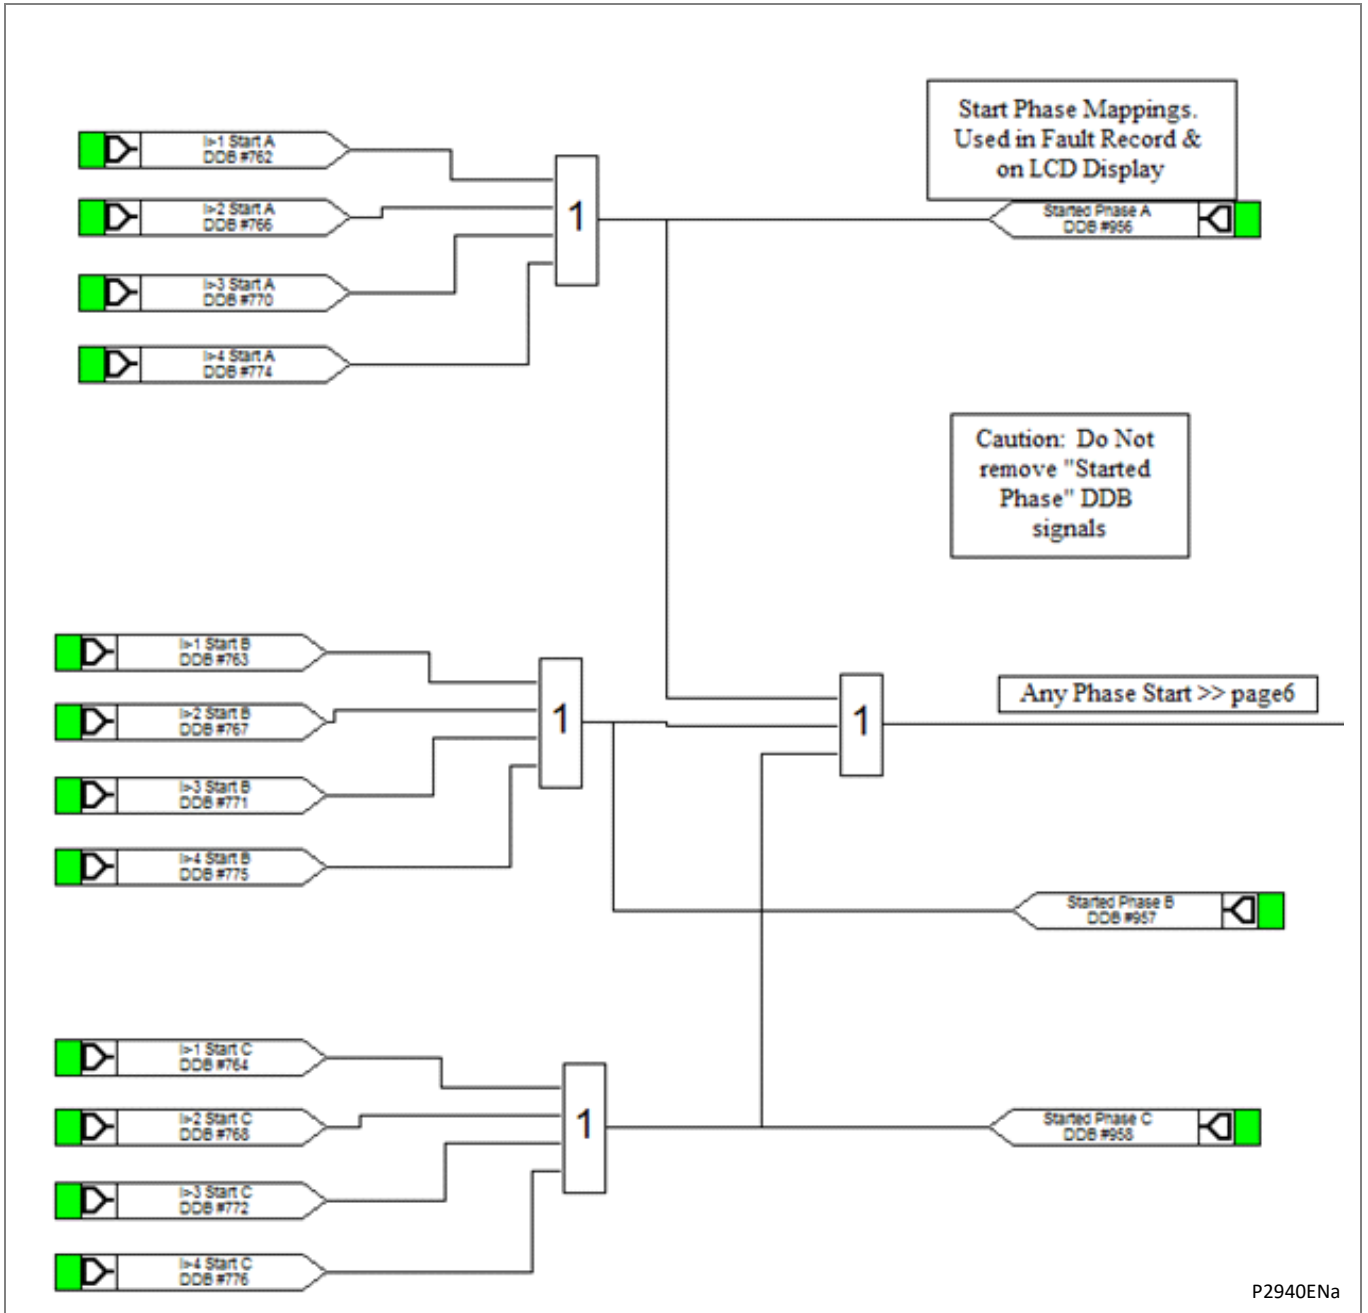 Start Phase Mappings.
Used in Fault Record &
on LCD Display
I>1 Start A
DDB #762
I>2 Start A
DDB #766
I>3 Start A
DDB #770
I>4 Start A
DDB #774
1
Started Phase A
DDB #956
Caution: Do Not
remove "Started
Phase" DDB
signals
I>1 Start B
DDB #763
I>2 Start B
DDB #767
I>3 Start B
DDB #771
I>4 Start B
DDB #775
1
1
Any Phase Start >> page6
Started Phase B
DDB #957
I>1 Start C
DDB #764
I>2 Start C
DDB #768
I>3 Start C
DDB #772
I>4 Start C
DDB #776
1
Started Phase C
DDB #958
P2940ENa